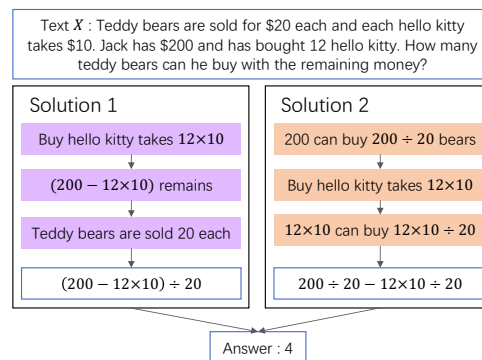 Text X : Teddy bears are sold for $20 each and each hello kitty
takes $10. Jack has $200 and has bought 12 hello kitty. How many
teddy bears can he buy with the remaining money?
Solution 1
Buy hello kitty takes 12×10
(200 − 12×10) remains
Teddy bears are sold 20 each
(200 − 12×10) ÷ 20
Solution 2
200 can buy 200 ÷ 20 bears
Buy hello kitty takes 12×10
12×10 can buy 12×10 ÷ 20
200 ÷ 20 − 12×10 ÷ 20
Answer : 4